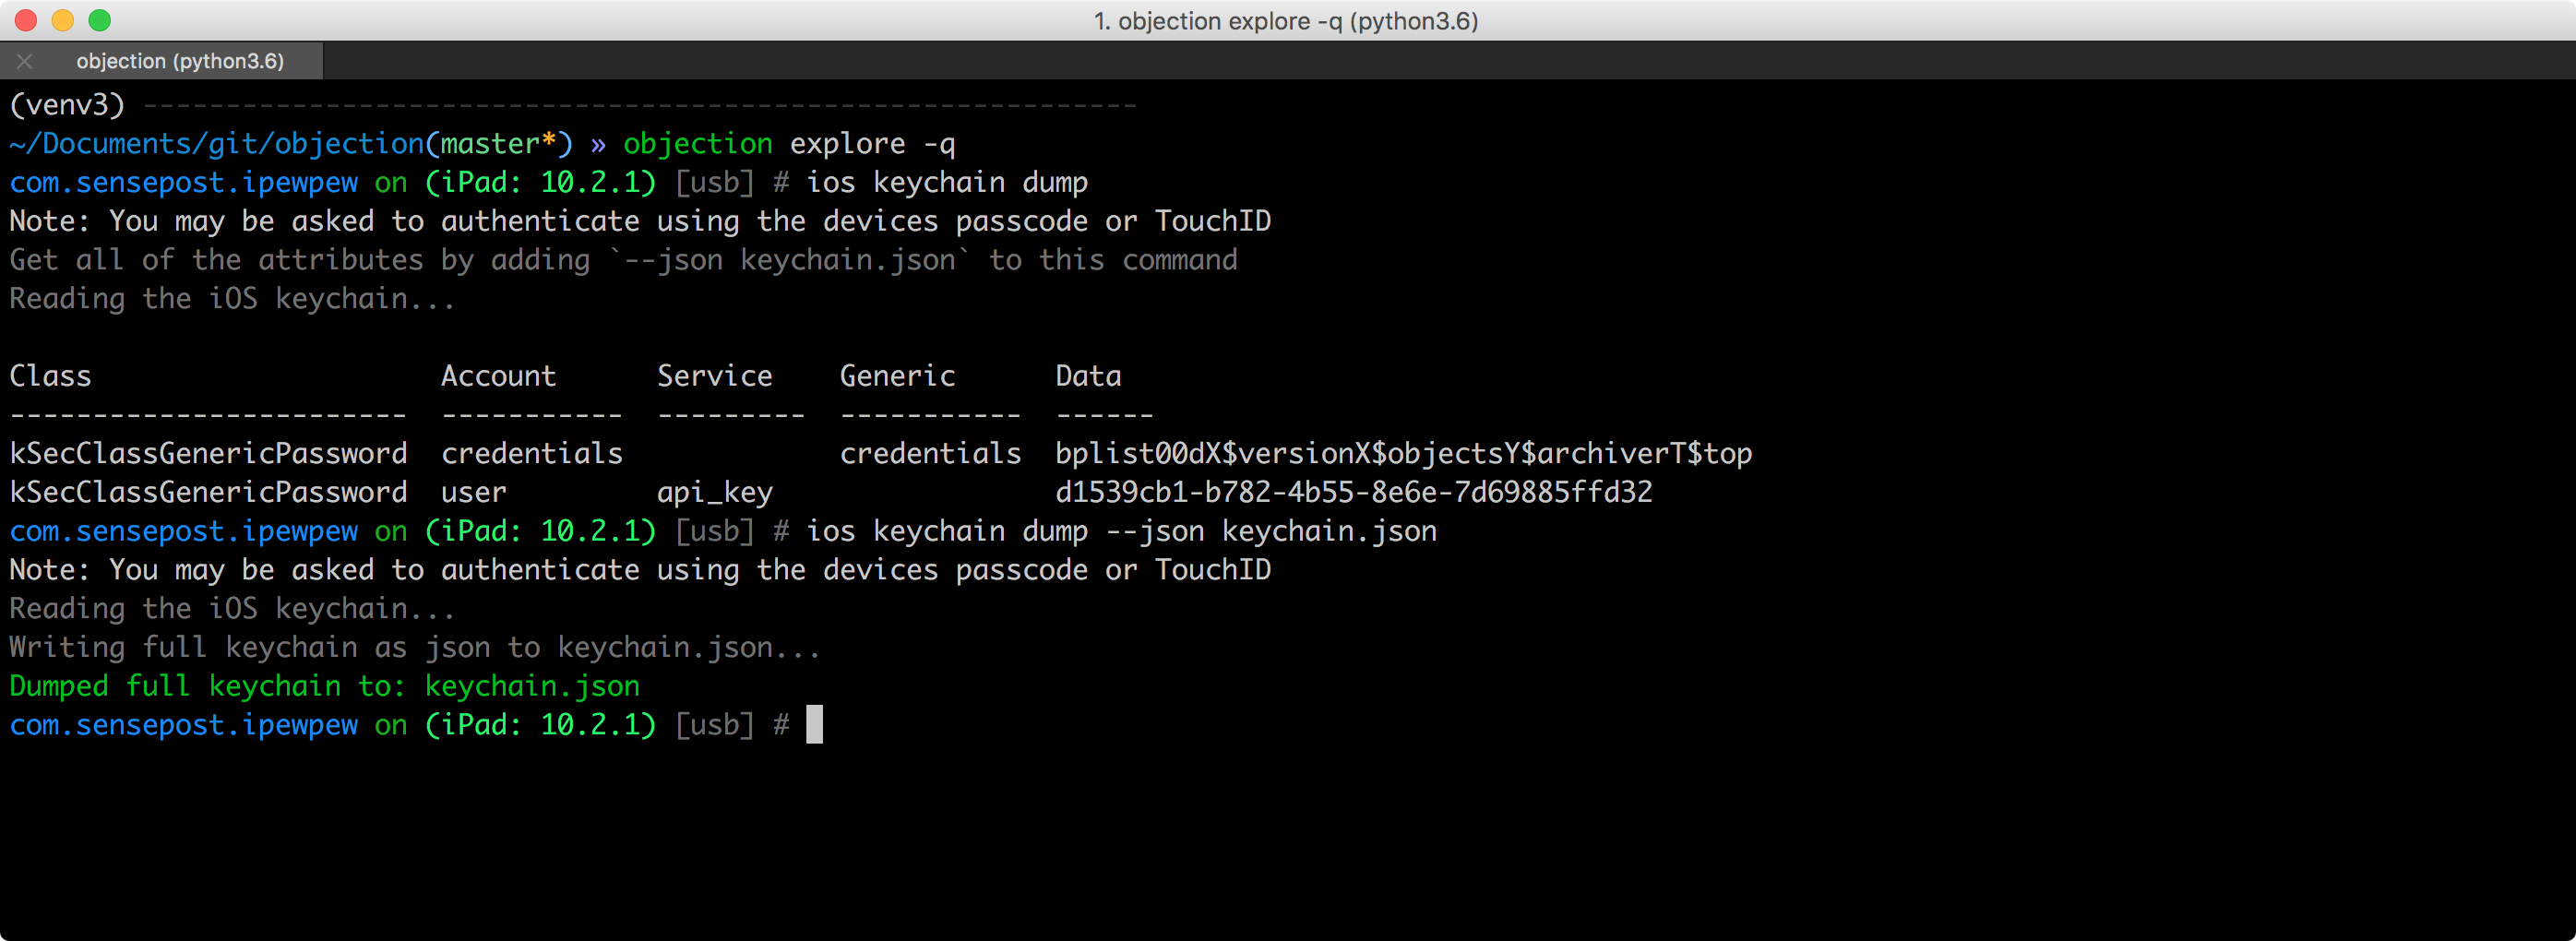 1. objection explore -q (python3.6)
objection (python3.6)
(venv3) ------------------------------------------------------------
~/Documents/git/objection(master*) » objection explore -q
com.sensepost.ipewpew on (iPad: 10.2.1) [usb] # ios keychain dump
Note: You may be asked to authenticate using the devices passcode or TouchID
Get all of the attributes by adding `--json keychain.json` to this command
Reading the iOS keychain...
Class                     Account      Service    Generic      Data
------------------------  -----------  ---------  -----------  ------
kSecClassGenericPassword  credentials             credentials  bplist00dX$versionX$objectsY$archiverT$top
kSecClassGenericPassword  user         api_key                 d1539cb1-b782-4b55-8e6e-7d69885ffd32
com.sensepost.ipewpew on (iPad: 10.2.1) [usb] # ios keychain dump --json keychain.json
Note: You may be asked to authenticate using the devices passcode or TouchID
Reading the iOS keychain...
Writing full keychain as json to keychain.json...
Dumped full keychain to: keychain.json
com.sensepost.ipewpew on (iPad: 10.2.1) [usb] #